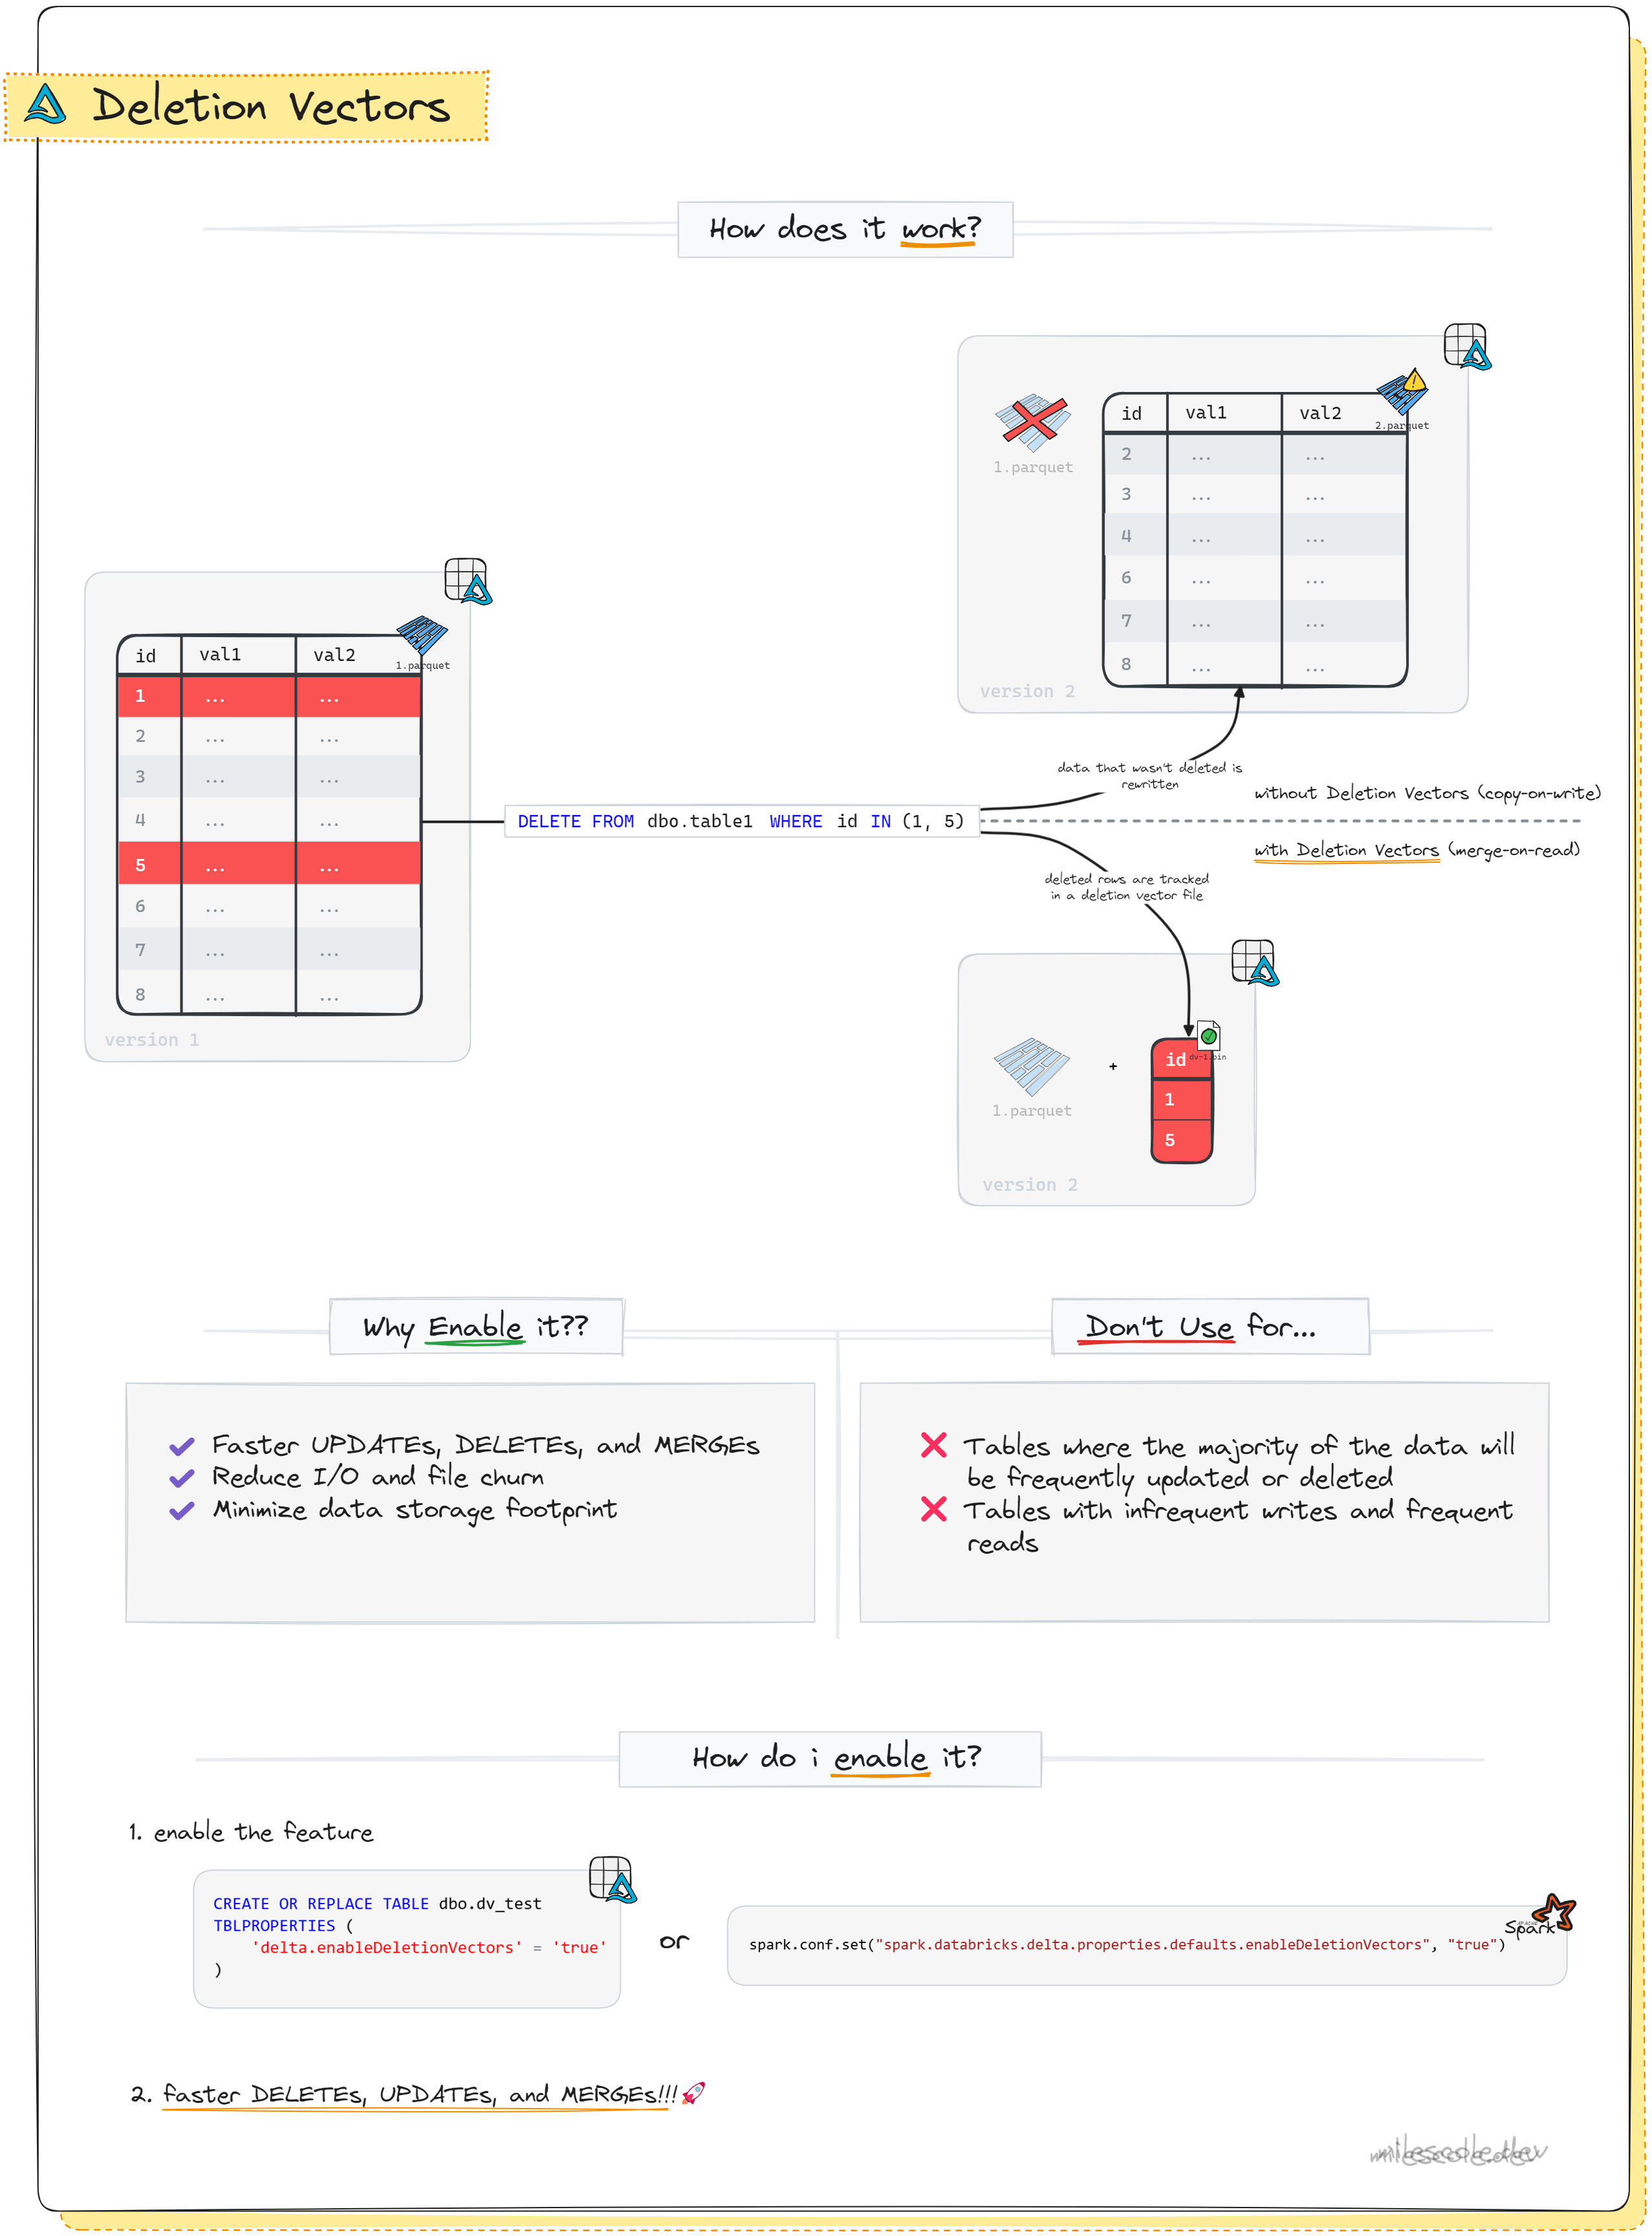 Deletion Vectors
How does it work?
id val1 val2
2.parquet
1.parquet
2 ... ...
3 ... ...
4 ... ...
6 ... ...
7 ... ...
8 ... ...
version 2
id val1 val2
1.parquet
1 ... ...
2 ... ...
3 ... ...
4 ... ...
5 ... ...
6 ... ...
7 ... ...
8 ... ...
version 1
DELETE FROM dbo.table1 WHERE id IN (1, 5)
data that wasn't deleted is
rewritten
without Deletion Vectors (copy-on-write)
with Deletion Vectors (merge-on-read)
deleted rows are tracked
in a deletion vector file
1.parquet
+
dv-1.bin
id
1
5
version 2
Why Enable it??
Faster UPDATEs, DELETEs, and MERGEs
Reduce I/O and file churn
Minimize data storage footprint
Don't Use for...
Tables where the majority of the data will
be frequently updated or deleted
Tables with infrequent writes and frequent
reads
How do i enable it?
1. enable the feature
CREATE OR REPLACE TABLE dbo.dv_test
TBLPROPERTIES (
'delta.enableDeletionVectors' = 'true'
)
or
Spark
spark.conf.set("spark.databricks.delta.properties.defaults.enableDeletionVectors", "true")
2. faster DELETEs, UPDATEs, and MERGEs!!!
milescole.dev